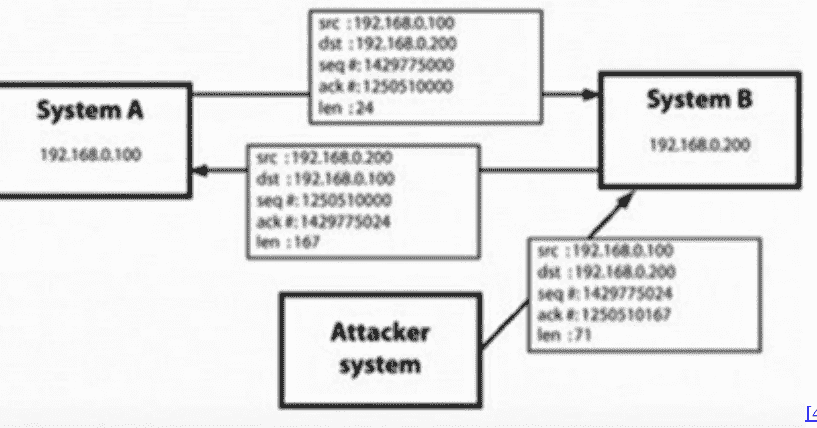 src :192.168.0.100
dst :192.168.0.200
seq #:1429775000
ack #:1250510000
len :24
System A
192.168.0.100
System B
192.168.0.200
src :192.168.0.200
dst :192.168.0.100
seq #:1250510000
ack #:1429775024
len :167
src :192.168.0.100
dst :192.168.0.200
seq #:1429775024
ack #:1250510167
len :71
Attacker
system
[4